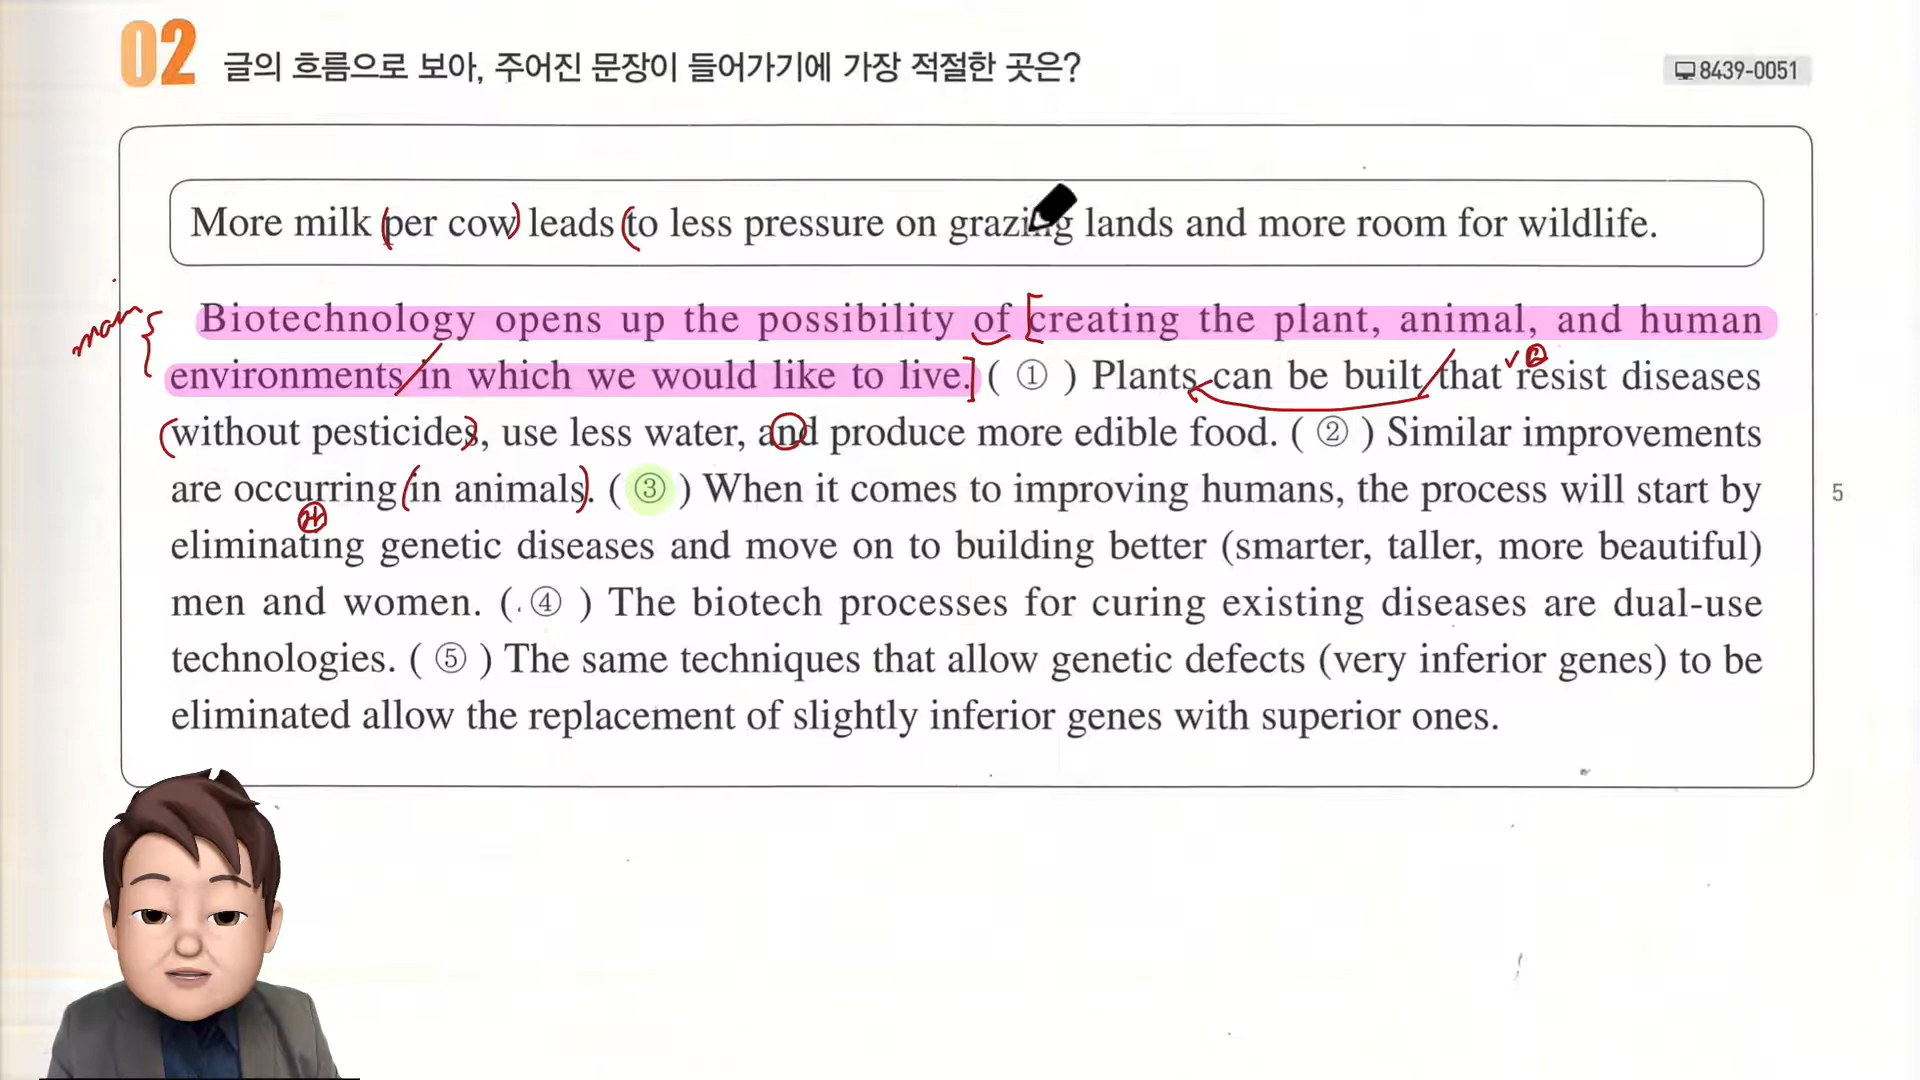 02 글의 흐름으로 보아, 주어진 문장이 들어가기에 가장 적절한 곳은?
8439-0051
More milk per cow leads to less pressure on grazing lands and more room for wildlife.
main
Biotechnology opens up the possibility of creating the plant, animal, and human
environments in which we would like to live. ( ① ) Plants can be built that resist diseases
without pesticides, use less water, and produce more edible food. ( ② ) Similar improvements
are occurring in animals. ( ③ ) When it comes to improving humans, the process will start by
5
eliminating genetic diseases and move on to building better (smarter, taller, more beautiful)
men and women. ( ④ ) The biotech processes for curing existing diseases are dual-use
technologies. ( ⑤ ) The same techniques that allow genetic defects (very inferior genes) to be
eliminated allow the replacement of slightly inferior genes with superior ones.